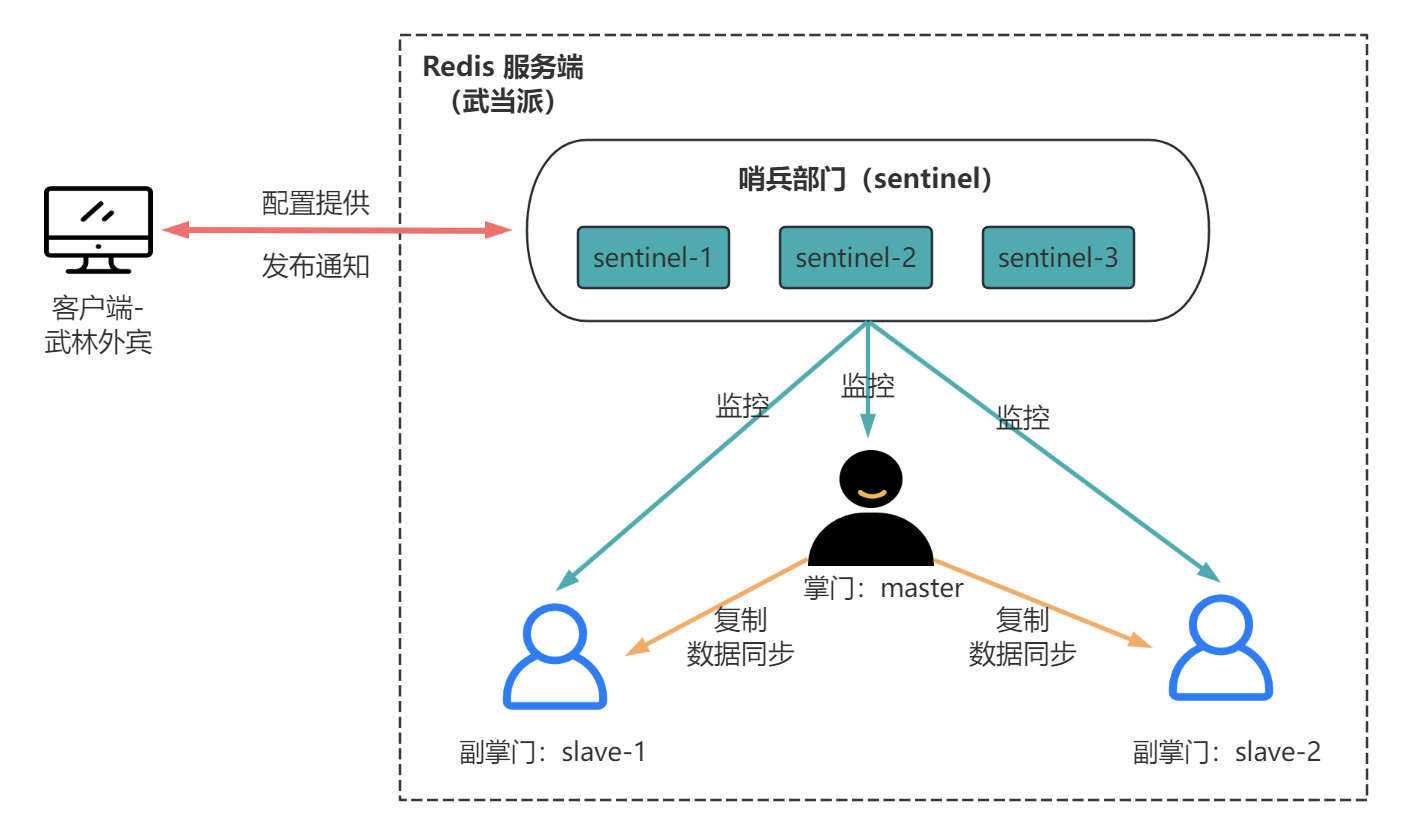 Redis 服务端
（武当派）
哨兵部门（sentinel）
sentinel-1
sentinel-2
sentinel-3
配置提供
发布通知
客户端-
武林外宾
监控
监控
监控
掌门：master
复制
数据同步
复制
数据同步
副掌门：slave-1
副掌门：slave-2